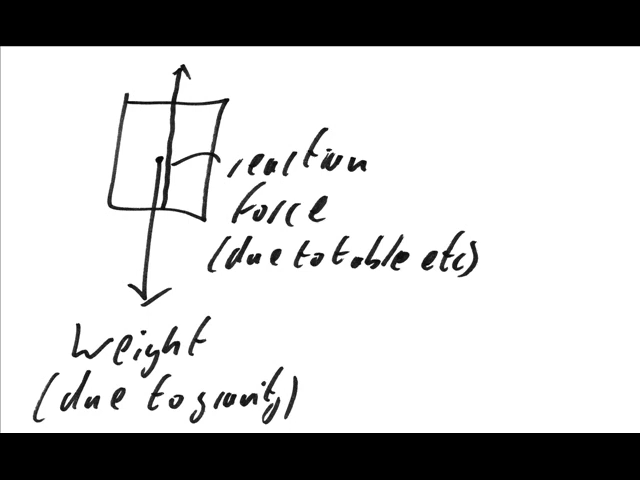 reaction
force
(due to table etc)
Weight
(due to gravity)